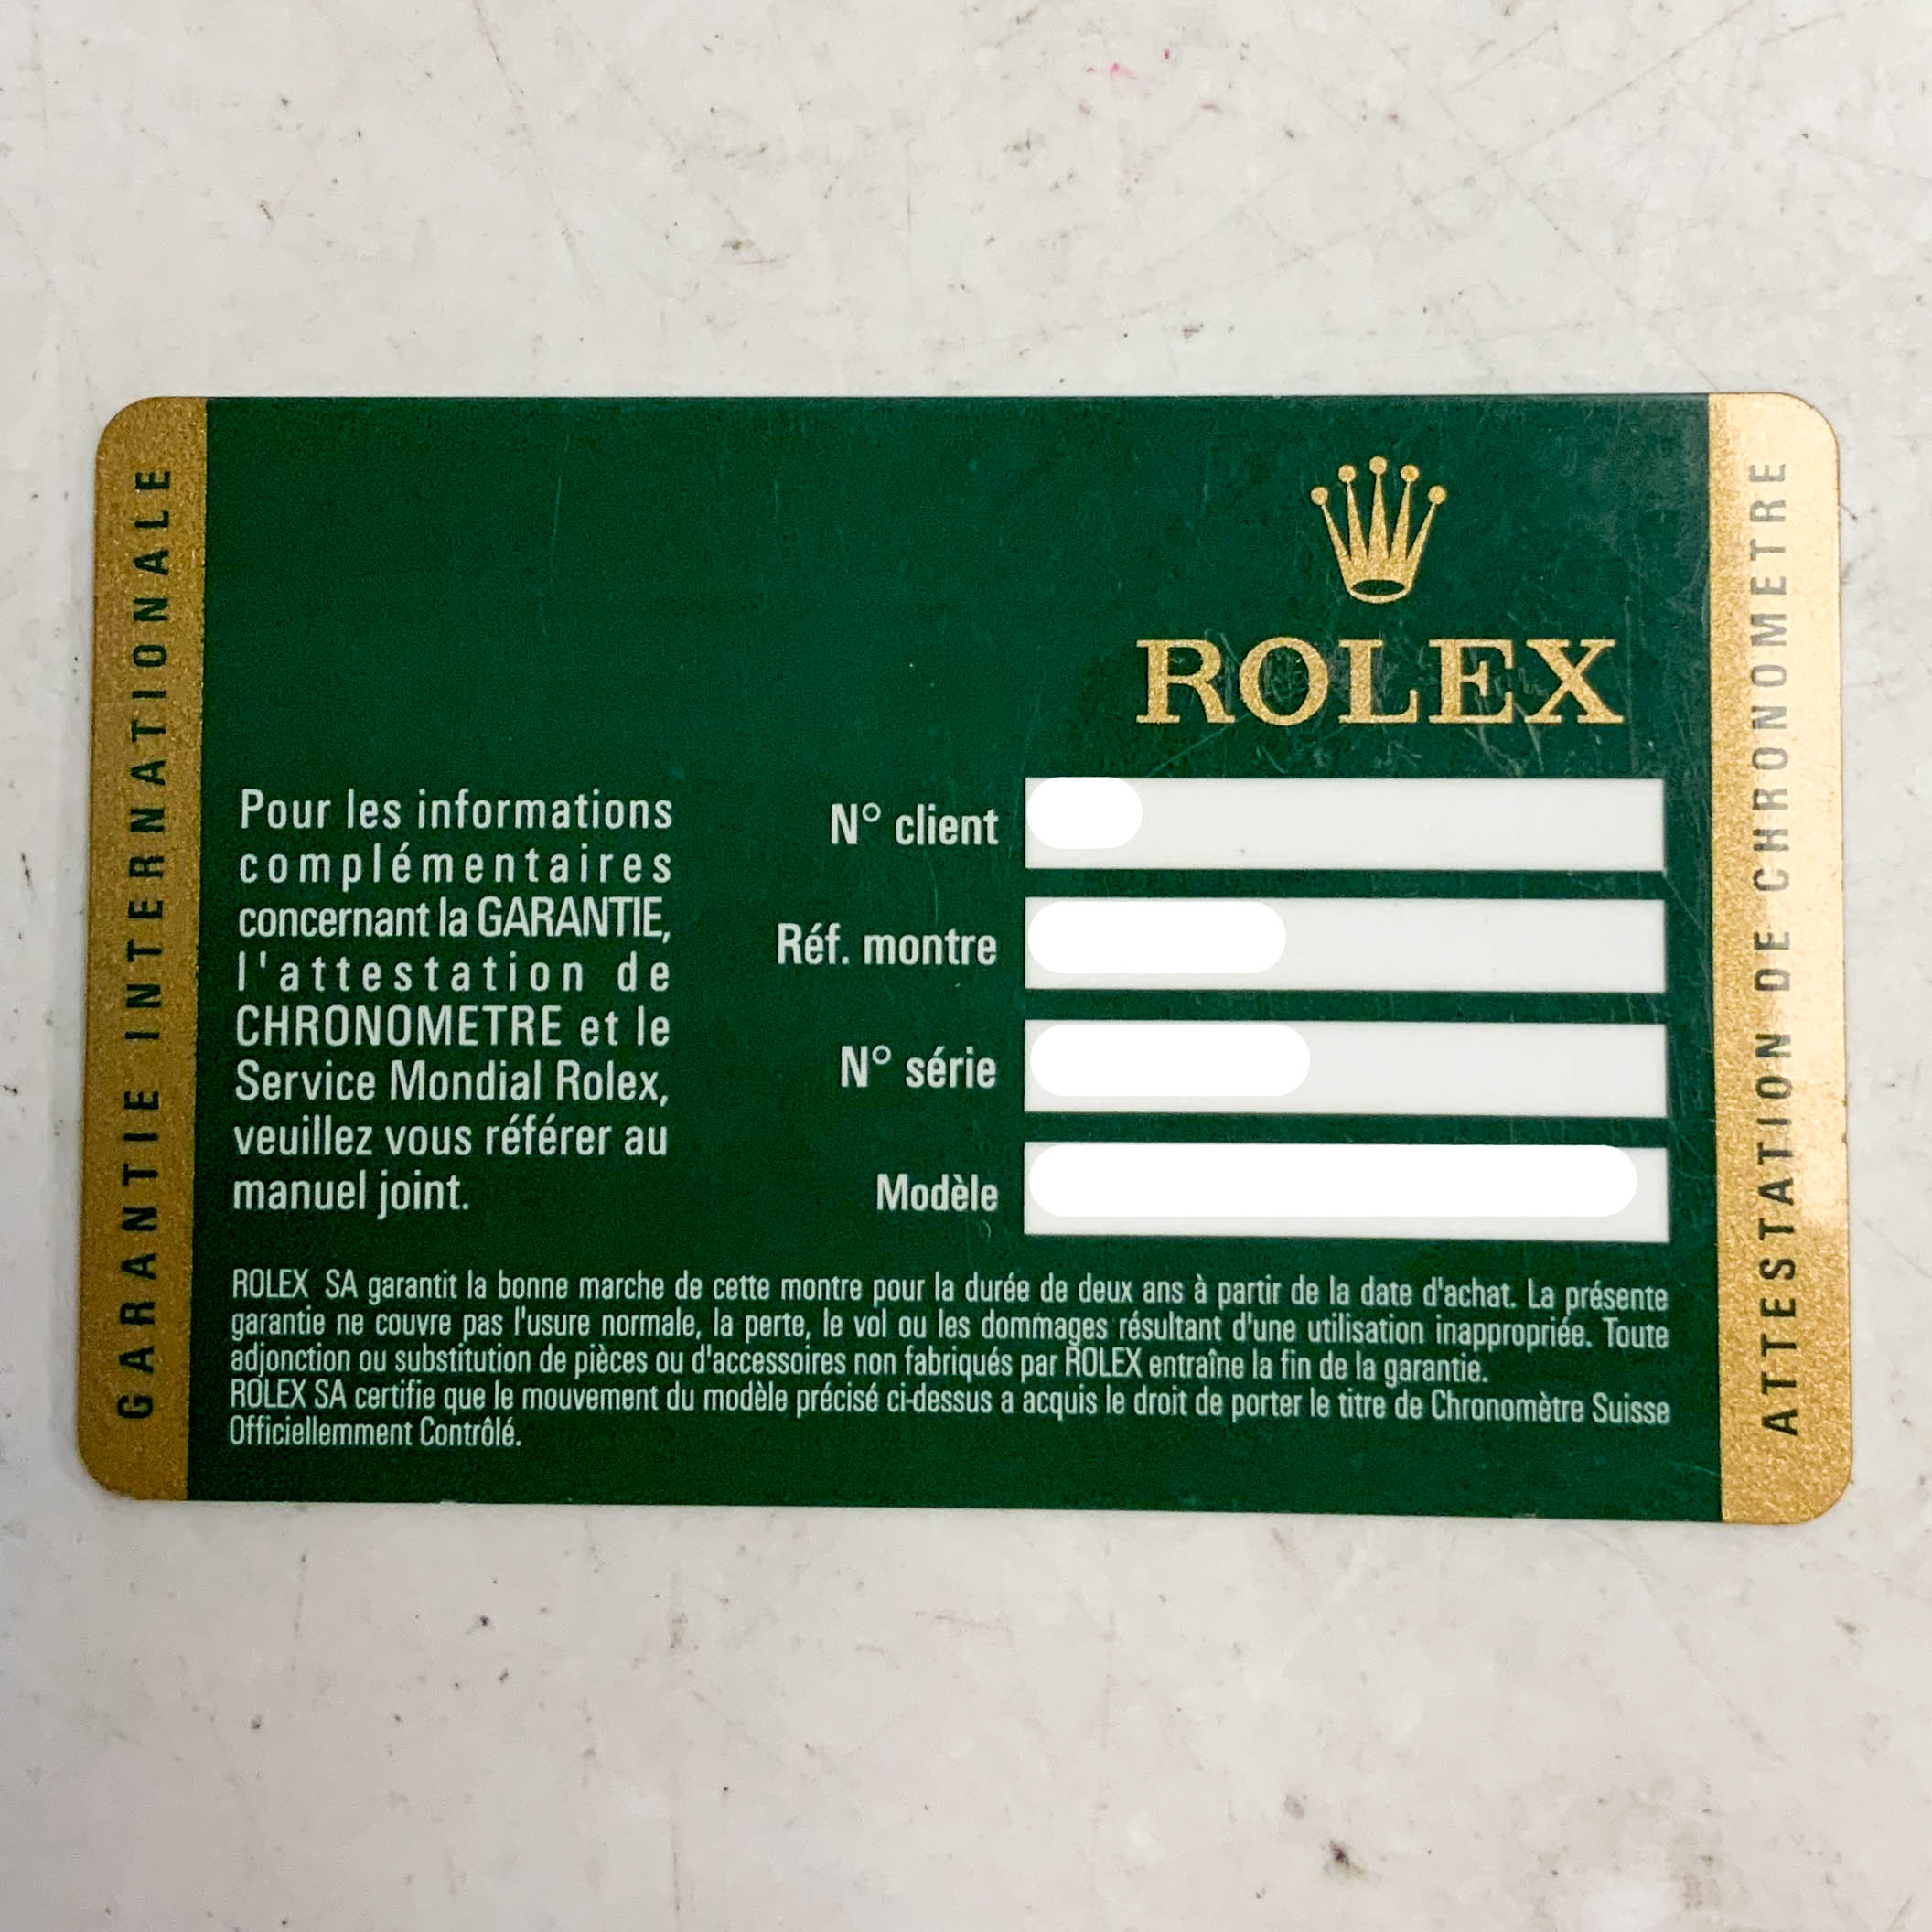 GARANTIE INTERNATIONALE
ROLEX
Pour les informations
complémentaires
concernant la GARANTIE,
l'attestation de
CHRONOMETRE et le
Service Mondial Rolex,
veuillez vous référer au
manuel joint.
N° client
Réf. montre
N° série
Modèle
ROLEX SA garantit la bonne marche de cette montre pour la durée de deux ans à partir de la date d'achat. La présente
garantie ne couvre pas l'usure normale, la perte, le vol ou les dommages résultant d'une utilisation inappropriée. Toute
adjonction ou substitution de pièces ou d'accessoires non fabriqués par ROLEX entraîne la fin de la garantie.
ROLEX SA certifie que le mouvement du modèle précisé ci-dessus a acquis le droit de porter le titre de Chronomètre Suisse
Officiellemment Contrôlé.
ATTESTATION DE CHRONOMETRE